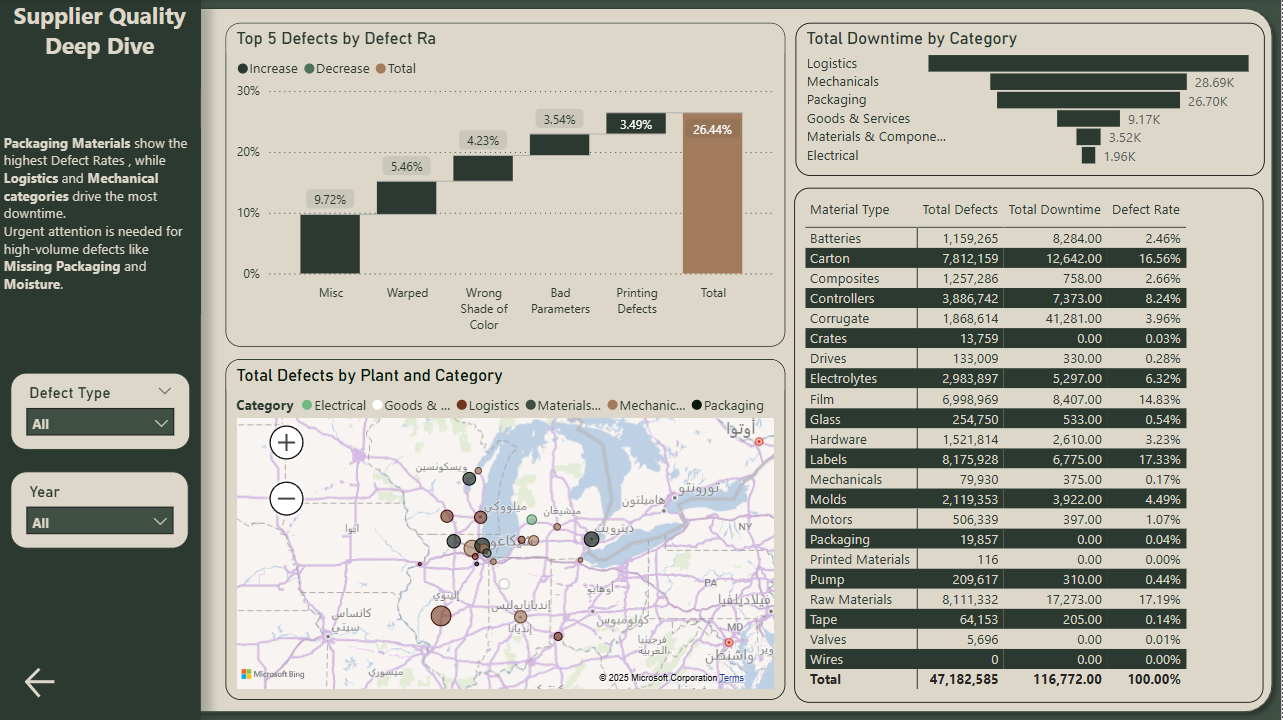 Supplier Quality
Deep Dive
Packaging Materials show the
highest Defect Rates , while
Logistics and Mechanical
categories drive the most
downtime.
Urgent attention is needed for
high-volume defects like
Missing Packaging and
Moisture.
Defect Type
All
Year
All
Top 5 Defects by Defect Ra
Increase Decrease Total
30%
20%
10%
0%
9.72%
5.46%
4.23%
3.54%
3.49%
26.44%
Misc Warped Wrong Shade of Color Bad Parameters Printing Defects Total
Total Defects by Plant and Category
Category Electrical Goods & ... Logistics Materials... Mechanic... Packaging
أوتوا
ويسكونسين
تورونتو
هاميلتون
ميلووكي
ميشيغان
ايوا
ديترويت
NY
PA
أوهايو
إلينوي
إنديانابوليس
إنديانا
كولومبوس
فيلادلفيا
كانساس
سيتي
MD
فرجينيا
العربية
واشنطن
ميسوري
Microsoft Bing
© 2025 Microsoft Corporation Terms
Total Downtime by Category
Logistics
Mechanicals 28.69K
Packaging 26.70K
Goods & Services 9.17K
Materials & Compone... 3.52K
Electrical 1.96K
Material Type Total Defects Total Downtime Defect Rate
Batteries 1,159,265 8,284.00 2.46%
Carton 7,812,159 12,642.00 16.56%
Composites 1,257,286 758.00 2.66%
Controllers 3,886,742 7,373.00 8.24%
Corrugate 1,868,614 41,281.00 3.96%
Crates 13,759 0.00 0.03%
Drives 133,009 330.00 0.28%
Electrolytes 2,983,897 5,297.00 6.32%
Film 6,998,969 8,407.00 14.83%
Glass 254,750 533.00 0.54%
Hardware 1,521,814 2,610.00 3.23%
Labels 8,175,928 6,775.00 17.33%
Mechanicals 79,930 375.00 0.17%
Molds 2,119,353 3,922.00 4.49%
Motors 506,339 397.00 1.07%
Packaging 19,857 0.00 0.04%
Printed Materials 116 0.00 0.00%
Pump 209,617 310.00 0.44%
Raw Materials 8,111,332 17,273.00 17.19%
Tape 64,153 205.00 0.14%
Valves 5,696 0.00 0.01%
Wires 0 0.00 0.00%
Total 47,182,585 116,772.00 100.00%